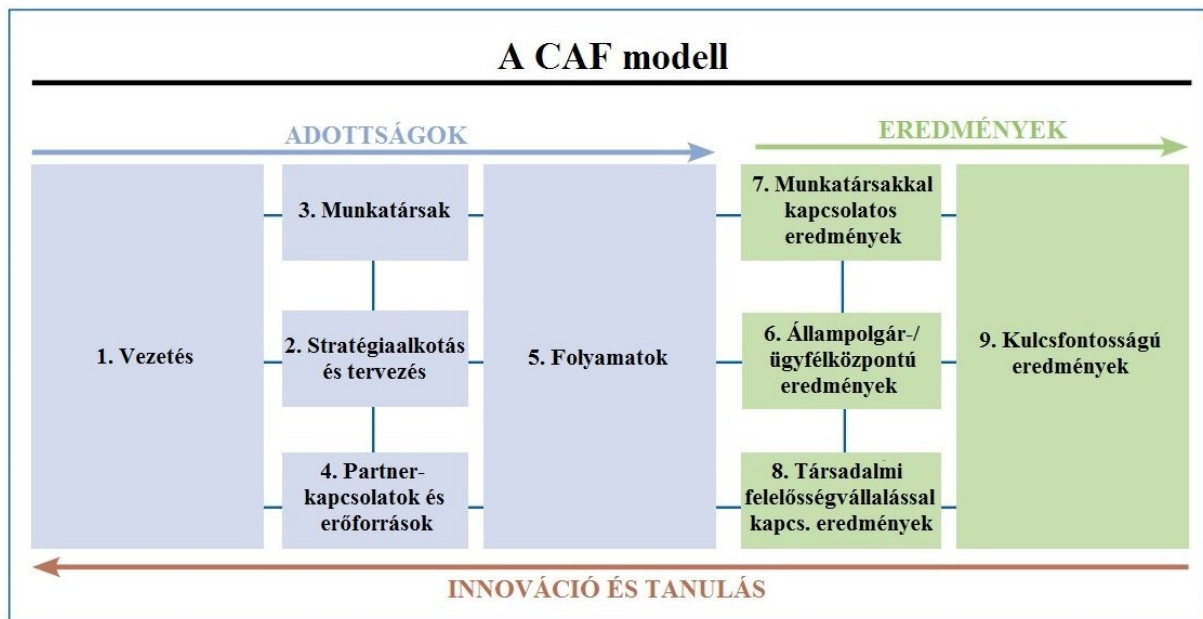 A CAF modell
ADOTTSÁGOK
EREDMÉNYEK
1. Vezetés
3. Munkatársak
2. Stratégiaalkotás
és tervezés
4. Partner-
kapcsolatok és
erőforrások
5. Folyamatok
7. Munkatársakkal
kapcsolatos
eredmények
6. Állampolgár-/
ügyfélközpontú
eredmények
8. Társadalmi
felelősségvállalással
kapcs. eredmények
9. Kulcsfontosságú
eredmények
INNOVÁCIÓ ÉS TANULÁS